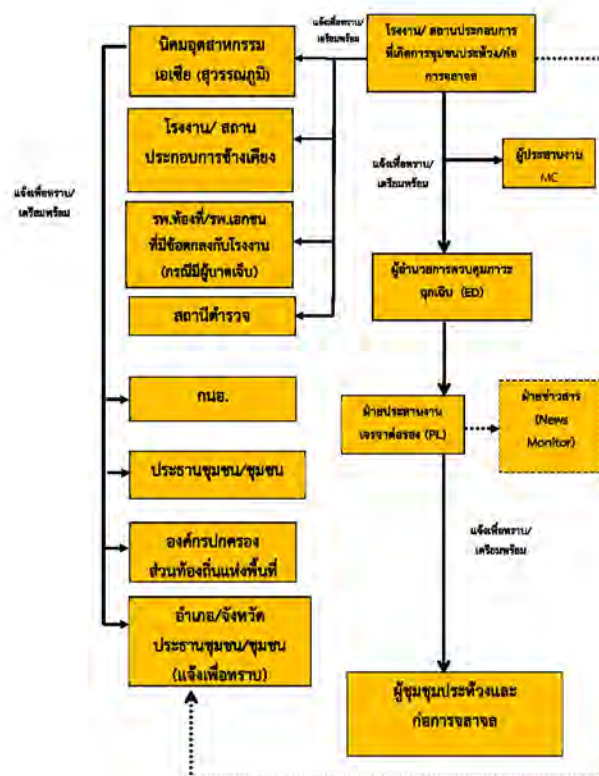 แจ้งเพื่อทราบ/
เตรียมพร้อม
นิคมอุตสาหกรรม
เอเซีย (สุวรรณภูมิ)
โรงงาน/ สถานประกอบการ
ที่เกิดการชุมชนประห้วง/ก่อ
การจลาจล
โรงงาน/ สถาน
ประกอบการข้างเคียง
แจ้งเพื่อทราบ/
เตรียมพร้อม
ผู้ประสานงาน
MC
แจ้งเพื่อทราบ/
เตรียมพร้อม
รพ.ท้องที่/รพ.เอกชน
ที่มีข้อตกลงกับโรงงาน
(กรณีมีผู้บาดเจ็บ)
ผู้อำนวยการควบคุมภาวะ
ฉุกเฉิน (ED)
สถานีตำรวจ
กนอ.
ฝ่ายประสานงาน
เจรจาต่อรอง (PL)
ฝ่ายข่าวสาร
(News
Monitor)
ประธานชุมชน/ชุมชน
แจ้งเพื่อทราบ/
เตรียมพร้อม
องค์กรปกครอง
ส่วนท้องถิ่นแห่งพื้นที่
อำเภอ/จังหวัด
ประธานชุมชน/ชุมชน
(แจ้งเพื่อทราบ)
ผู้ชุมชุมประห้วงและ
ก่อการจลาจล